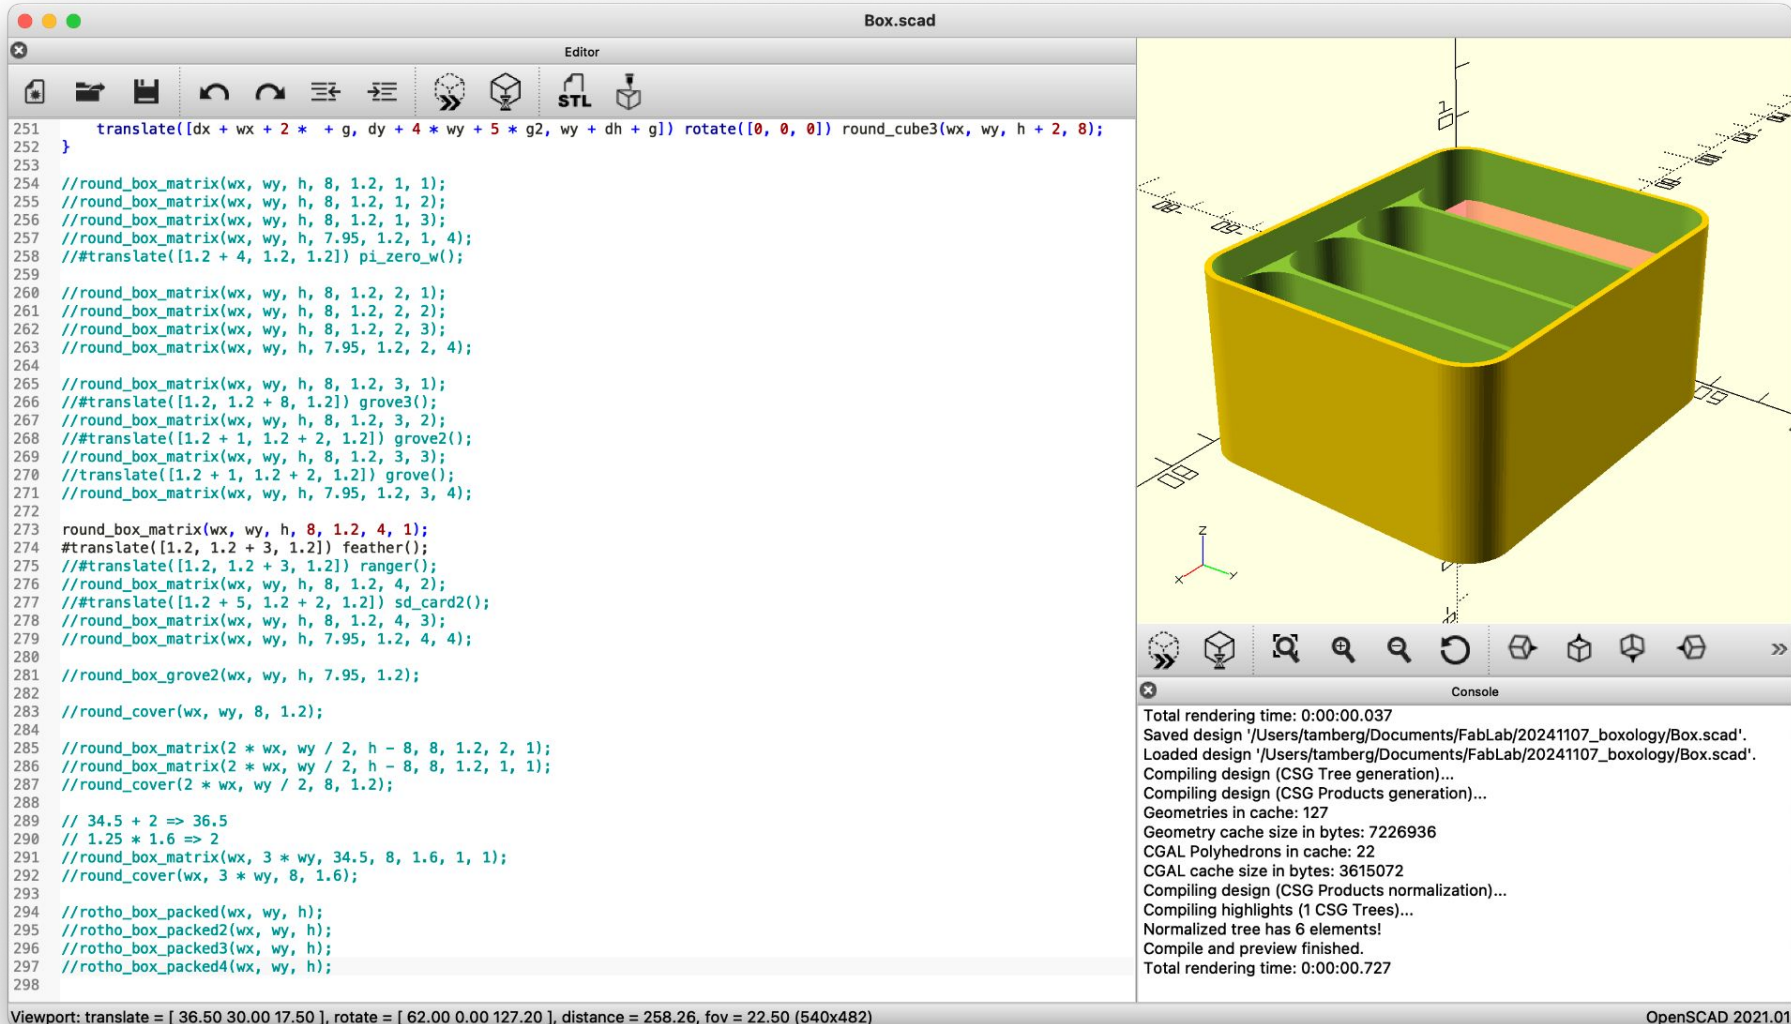 Box.scad
Editor
STL
251 translate([dx + wx + 2 *  + g, dy + 4 * wy + 5 * g2, wy + dh + g]) rotate([0, 0, 0]) round_cube3(wx, wy, h + 2, 8);
252 }
253
254 //round_box_matrix(wx, wy, h, 8, 1.2, 1, 1);
255 //round_box_matrix(wx, wy, h, 8, 1.2, 1, 2);
256 //round_box_matrix(wx, wy, h, 8, 1.2, 1, 3);
257 //round_box_matrix(wx, wy, h, 7.95, 1.2, 1, 4);
258 //#translate([1.2 + 4, 1.2, 1.2]) pi_zero_w();
259
260 //round_box_matrix(wx, wy, h, 8, 1.2, 2, 1);
261 //round_box_matrix(wx, wy, h, 8, 1.2, 2, 2);
262 //round_box_matrix(wx, wy, h, 8, 1.2, 2, 3);
263 //round_box_matrix(wx, wy, h, 7.95, 1.2, 2, 4);
264
265 //round_box_matrix(wx, wy, h, 8, 1.2, 3, 1);
266 //#translate([1.2, 1.2 + 8, 1.2]) grove3();
267 //round_box_matrix(wx, wy, h, 8, 1.2, 3, 2);
268 //#translate([1.2 + 1, 1.2 + 2, 1.2]) grove2();
269 //round_box_matrix(wx, wy, h, 8, 1.2, 3, 3);
270 //translate([1.2 + 1, 1.2 + 2, 1.2]) grove();
271 //round_box_matrix(wx, wy, h, 7.95, 1.2, 3, 4);
272
273 round_box_matrix(wx, wy, h, 8, 1.2, 4, 1);
274 #translate([1.2, 1.2 + 3, 1.2]) feather();
275 //#translate([1.2, 1.2 + 3, 1.2]) ranger();
276 //round_box_matrix(wx, wy, h, 8, 1.2, 4, 2);
277 //#translate([1.2 + 5, 1.2 + 2, 1.2]) sd_card2();
278 //round_box_matrix(wx, wy, h, 8, 1.2, 4, 3);
279 //round_box_matrix(wx, wy, h, 7.95, 1.2, 4, 4);
280
281 //round_box_grove2(wx, wy, h, 7.95, 1.2);
282
283 //round_cover(wx, wy, 8, 1.2);
284
285 //round_box_matrix(2 * wx, wy / 2, h - 8, 8, 1.2, 2, 1);
286 //round_box_matrix(2 * wx, wy / 2, h - 8, 8, 1.2, 1, 1);
287 //round_cover(2 * wx, wy / 2, 8, 1.2);
288
289 // 34.5 + 2 => 36.5
290 // 1.25 * 1.6 => 2
291 //round_box_matrix(wx, 3 * wy, 34.5, 8, 1.6, 1, 1);
292 //round_cover(wx, 3 * wy, 8, 1.6);
293
294 //rotho_box_packed(wx, wy, h);
295 //rotho_box_packed2(wx, wy, h);
296 //rotho_box_packed3(wx, wy, h);
297 //rotho_box_packed4(wx, wy, h);
298
z
x
y
Console
Total rendering time: 0:00:00.037
Saved design '/Users/tamberg/Documents/FabLab/20241107_boxology/Box.scad'.
Loaded design '/Users/tamberg/Documents/FabLab/20241107_boxology/Box.scad'.
Compiling design (CSG Tree generation)...
Compiling design (CSG Products generation)...
Geometries in cache: 127
Geometry cache size in bytes: 7226936
CGAL Polyhedrons in cache: 22
CGAL cache size in bytes: 3615072
Compiling design (CSG Products normalization)...
Compiling highlights (1 CSG Trees)...
Normalized tree has 6 elements!
Compile and preview finished.
Total rendering time: 0:00:00.727
Viewport: translate = [ 36.50 30.00 17.50 ], rotate = [ 62.00 0.00 127.20 ], distance = 258.26, fov = 22.50 (540x482)
OpenSCAD 2021.01